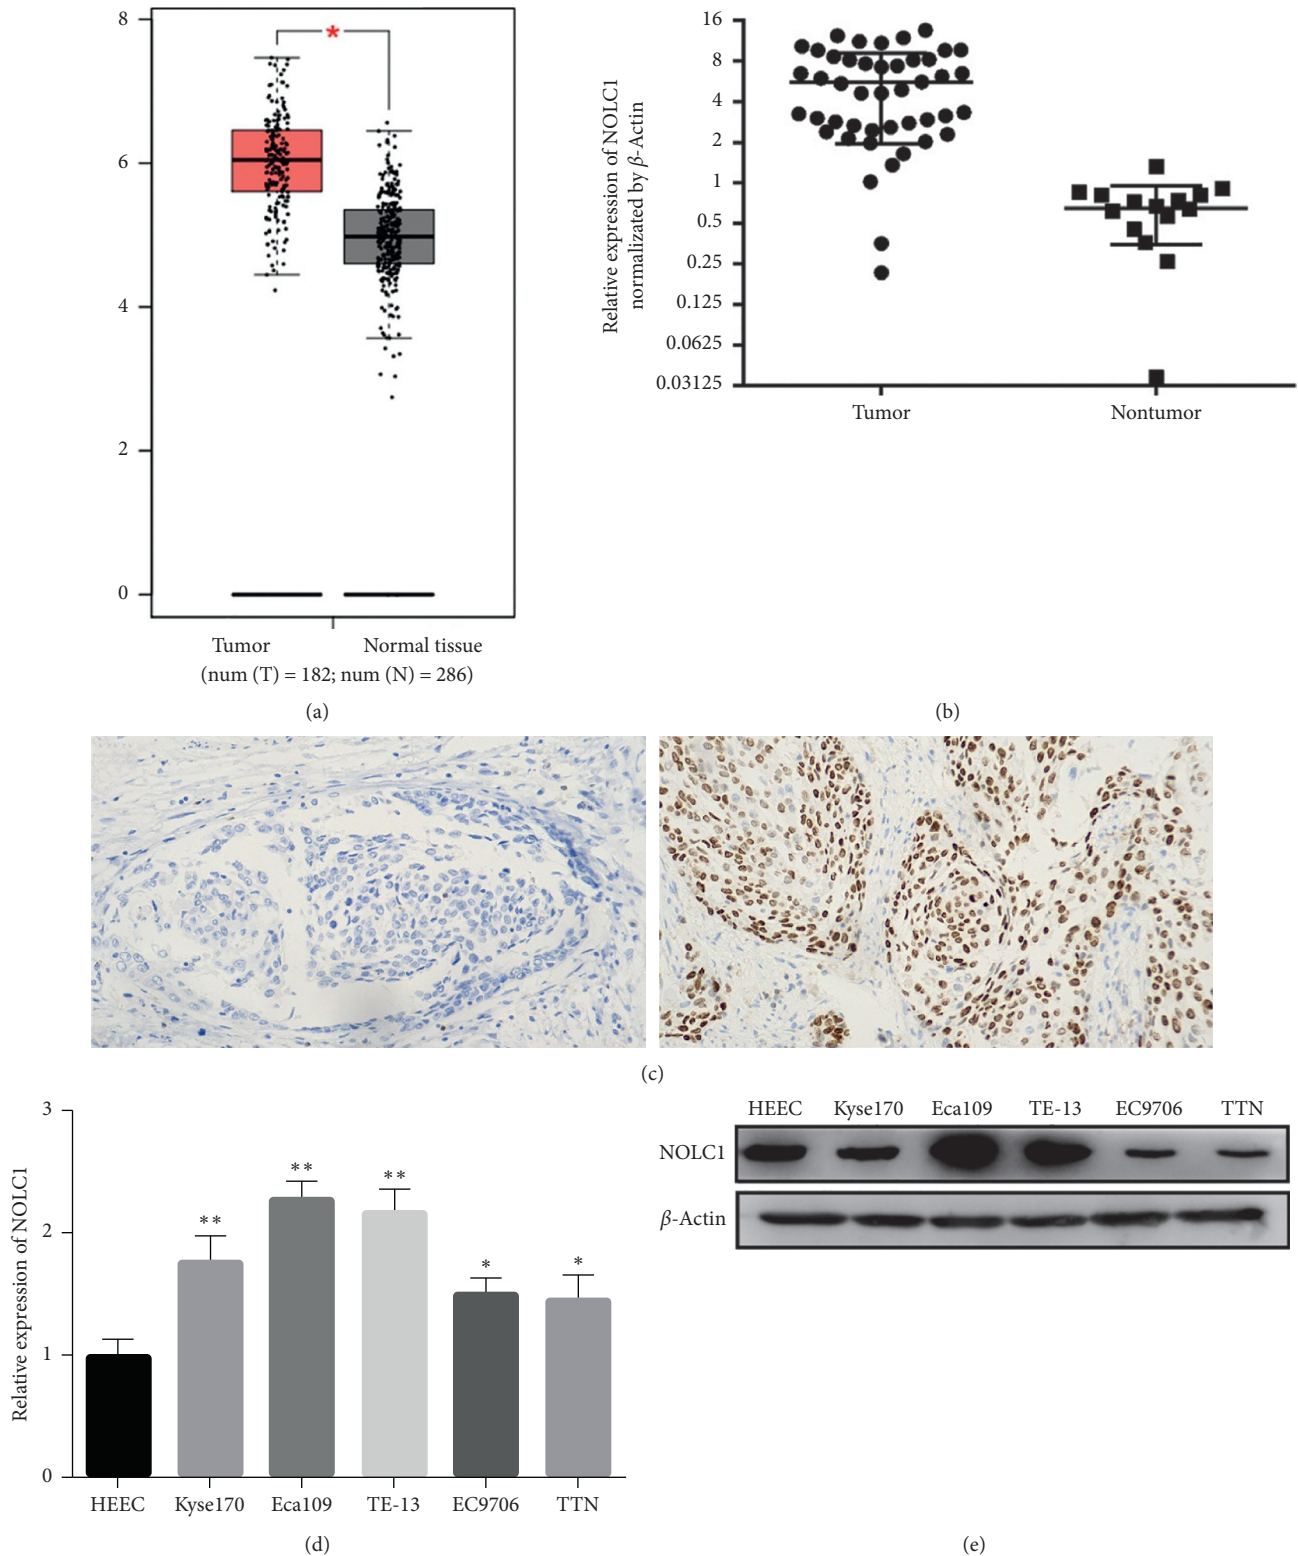 8
6
4
2
0
*
Tumor Normal tissue
(num (T) = 182; num (N) = 286)
(a)
Relative expression of NOLC1
normalizated by β-Actin
16
8
4
2
1
0.5
0.25
0.125
0.0625
0.03125
Tumor Nontumor
(b)
(c)
Relative expression of NOLC1
3
2
1
0
** ** ** * *
HEEC Kyse170 Eca109 TE-13 EC9706 TTN
(d)
HEEC Kyse170 Eca109 TE-13 EC9706 TTN
NOLC1
β-Actin
(e)